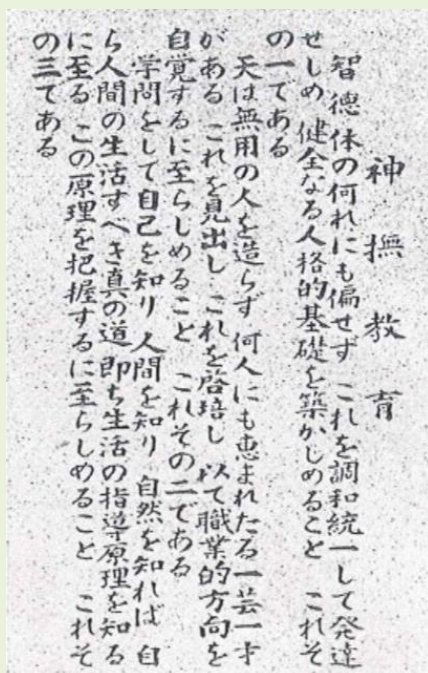 神撫教育
智徳体の何れにも偏せず これを調和統一して発達
せしめ 健全なる人格的基礎を築かしめること これそ
の一である
天は無用の人を造らず 何人にも恵まれたる一芸一才
がある これを見出し これを啓培し 以て職業的方向を
自覚するに至らしめること これその二である
学問をして自己を知り 人間を知り 自然を知れば 自
ら人間の生活すべき真の道 即ち生活の指導原理を知る
に至る この原理を把握するに至らしめること これそ
の三である